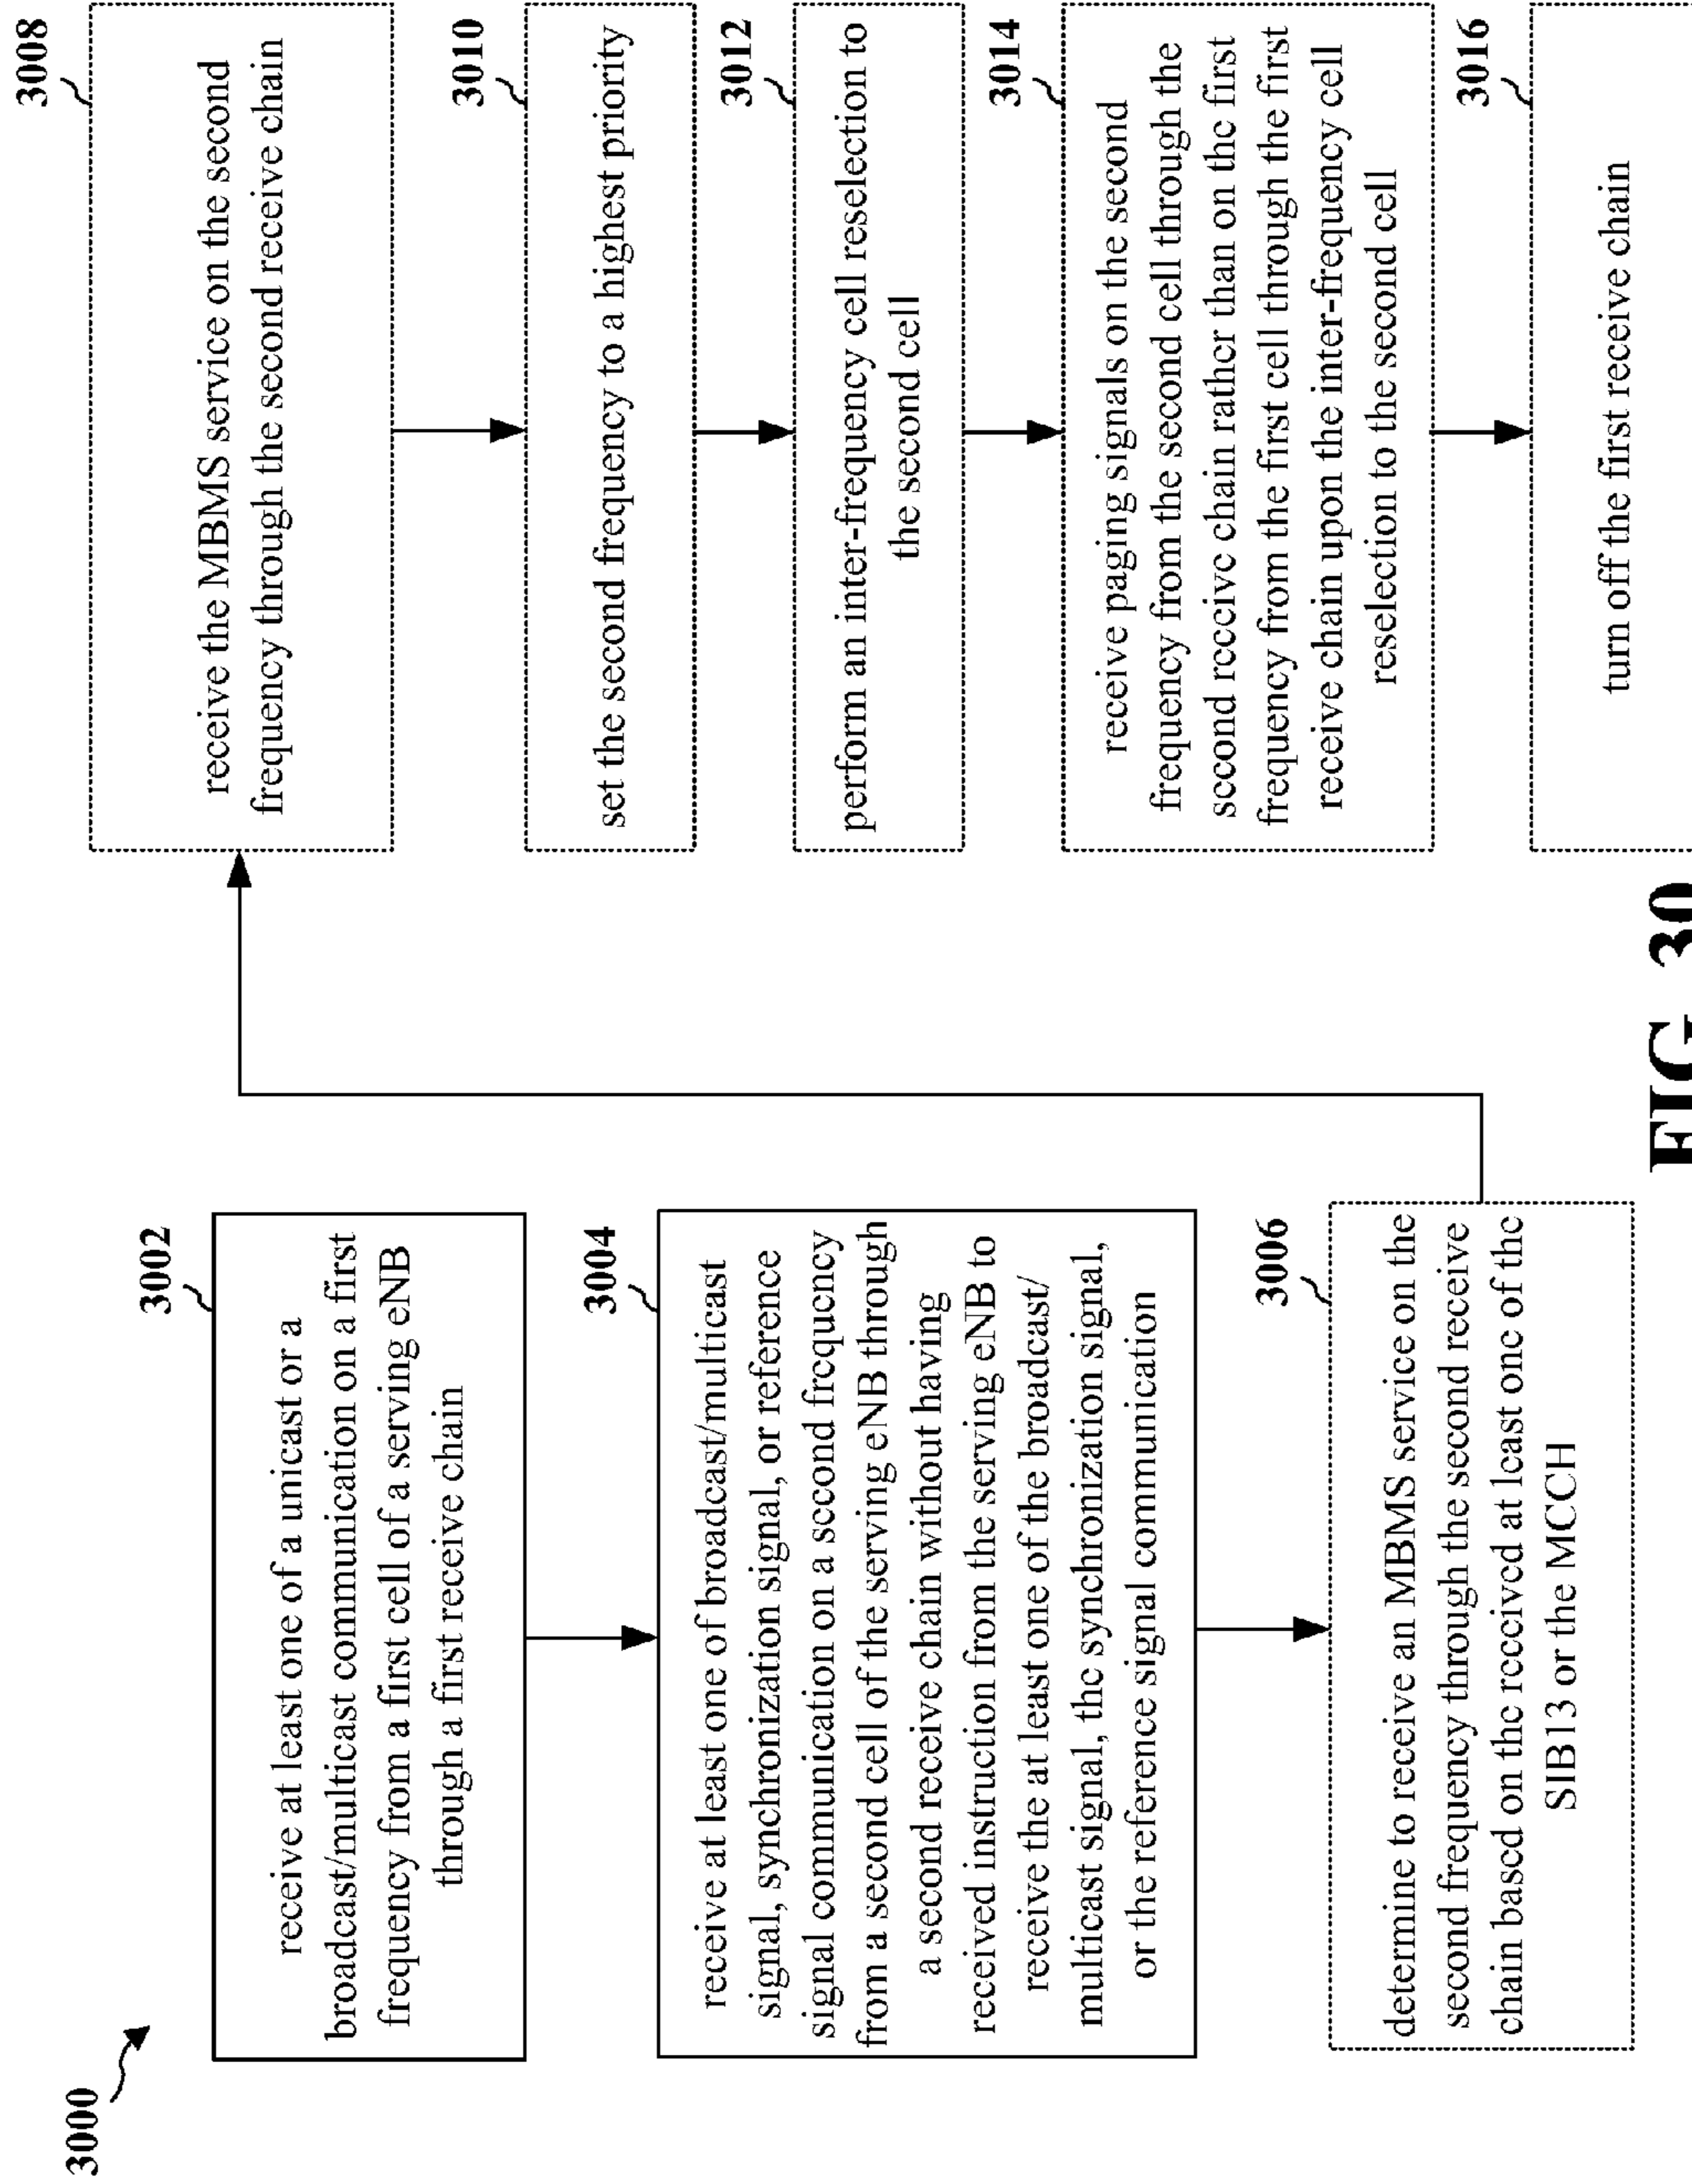 3000
3002
receive at least one of a unicast or a
broadcast/multicast communication on a first
frequency from a first cell of a serving eNB
through a first receive chain
3004
receive at least one of broadcast/multicast
signal, synchronization signal, or reference
signal communication on a second frequency
from a second cell of the serving eNB through
a second receive chain without having
received instruction from the serving eNB to
receive the at least one of the broadcast/
multicast signal, the synchronization signal,
or the reference signal communication
3006
determine to receive an MBMS service on the
second frequency through the second receive
chain based on the received at least one of the
SIB13 or the MCCH
3008
receive the MBMS service on the second
frequency through the second receive chain
3010
set the second frequency to a highest priority
3012
perform an inter-frequency cell reselection to
the second cell
3014
receive paging signals on the second
frequency from the second cell through the
second receive chain rather than on the first
frequency from the first cell through the first
receive chain upon the inter-frequency cell
reselection to the second cell
3016
turn off the first receive chain
FIG. 30